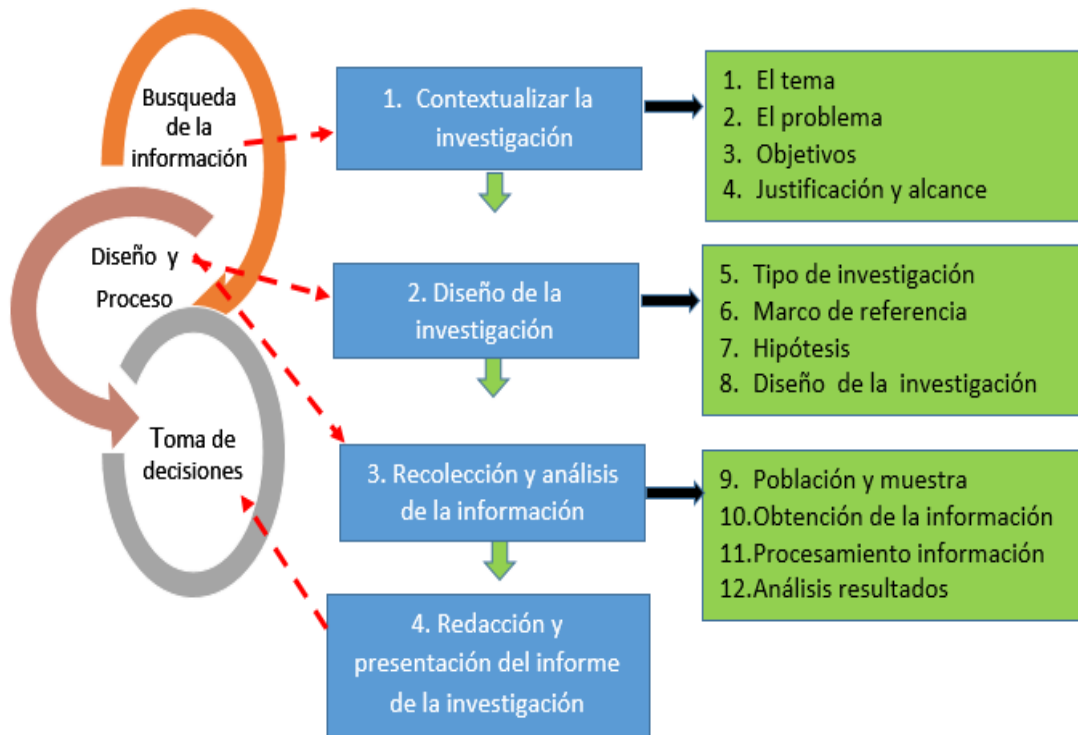 Busqueda
de la
información
Diseño y
Proceso
Toma de
decisiones
1. Contextualizar la
investigación
2. Diseño de la
investigación
3. Recolección y análisis
de la información
4. Redacción y
presentación del informe
de la investigación
1. El tema
2. El problema
3. Objetivos
4. Justificación y alcance
5. Tipo de investigación
6. Marco de referencia
7. Hipótesis
8. Diseño de la investigación
9. Población y muestra
10.Obtención de la información
11.Procesamiento información
12.Análisis resultados